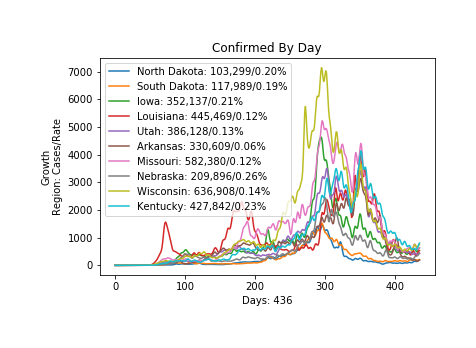 Confirmed By Day
7000
6000
5000
4000
3000
2000
1000
0
Growth
Region: Cases/Rate
North Dakota: 103,299/0.20%
South Dakota: 117,989/0.12%
Iowa: 352,137/0.21%
Louisiana: 445,469/0.12%
Utah: 386,128/0.13%
Arkansas: 330,609/0.06%
Missouri: 582,380/0.12%
Nebraska: 209,896/0.26%
Wisconsin: 636,908/0.14%
Kentucky: 427,842/0.23%
0 100 200 300 400
Days: 436